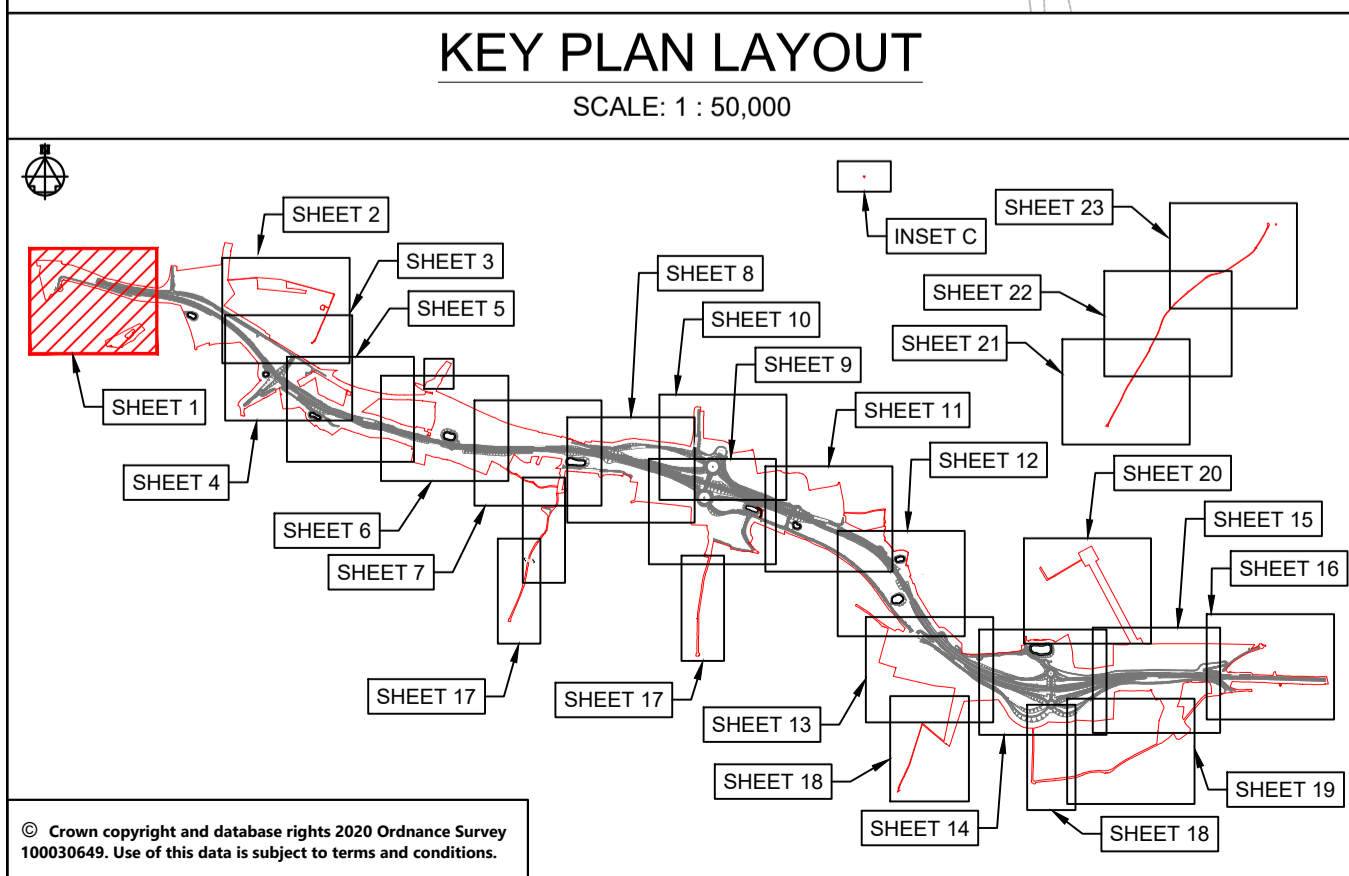 KEY PLAN LAYOUT
SCALE: 1 : 50,000
N
SHEET 2
SHEET 3
SHEET 5
SHEET 1
SHEET 4
SHEET 6
SHEET 7
SHEET 8
SHEET 10
SHEET 9
SHEET 11
SHEET 12
INSET C
SHEET 23
SHEET 22
SHEET 21
SHEET 20
SHEET 15
SHEET 16
SHEET 17
SHEET 17
SHEET 13
SHEET 18
SHEET 14
SHEET 18
SHEET 19
© Crown copyright and database rights 2020 Ordnance Survey
100030649. Use of this data is subject to terms and conditions.